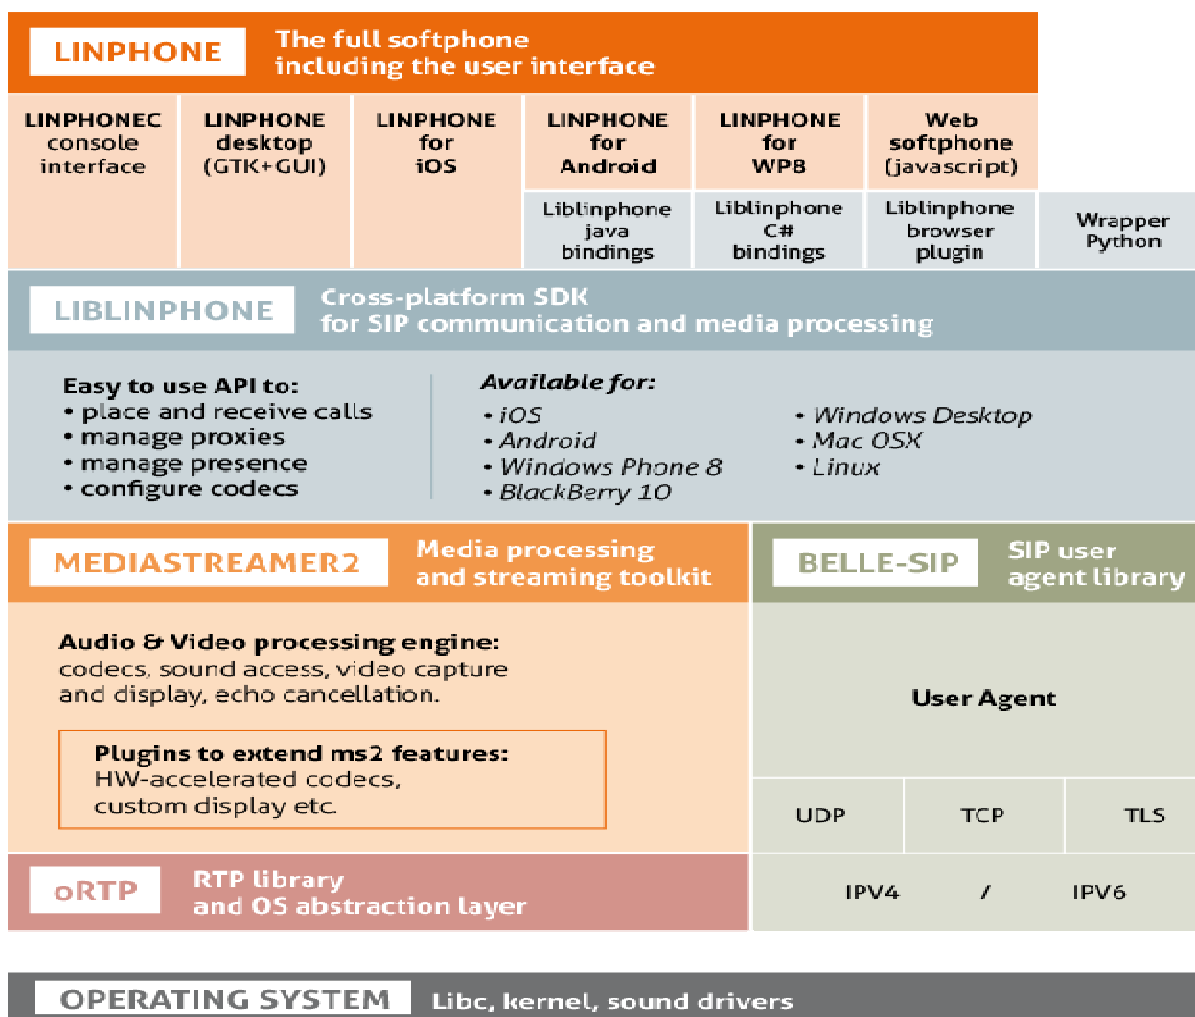 LINPHONE
The full softphone
including the user interface
LINPHONEC
console
interface
LINPHONE
desktop
(GTK+GUI)
LINPHONE
for
iOS
LINPHONE
for
Android
LINPHONE
for
WP8
Web
softphone
(javascript)
Liblinphone
java
bindings
Liblinphone
C#
bindings
Liblinphone
browser
plugin
Wrapper
Python
LIBLINPHONE
Cross-platform SDK
for SIP communication and media processing
Easy to use API to:
• place and receive calls
• manage proxies
• manage presence
• configure codecs
Available for:
• iOS
• Android
• Windows Phone 8
• BlackBerry 10
• Windows Desktop
• Mac OSX
• Linux
MEDIASTREAMER2
Media processing
and streaming toolkit
BELLE-SIP
SIP user
agent library
Audio & Video processing engine:
codecs, sound access, video capture
and display, echo cancellation.
Plugins to extend ms2 features:
HW-accelerated codecs,
custom display etc.
User Agent
UDP
TCP
TLS
oRTP
RTP library
and OS abstraction layer
IPV4 / IPV6
OPERATING SYSTEM
Libc, kernel, sound drivers